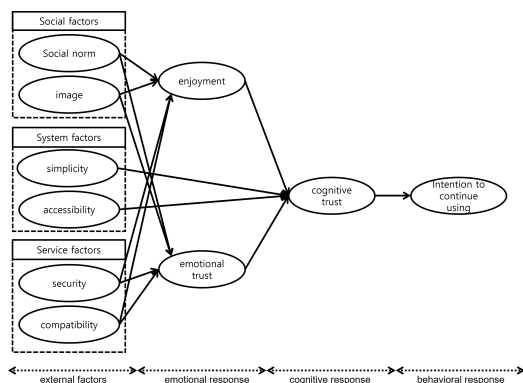 Social factors
Social norm
image
System factors
simplicity
accessibility
Service factors
security
compatibility
enjoyment
emotional
trust
cognitive
trust
Intention to
continue
using
external factors
emotional response
cognitive response
behavioral response